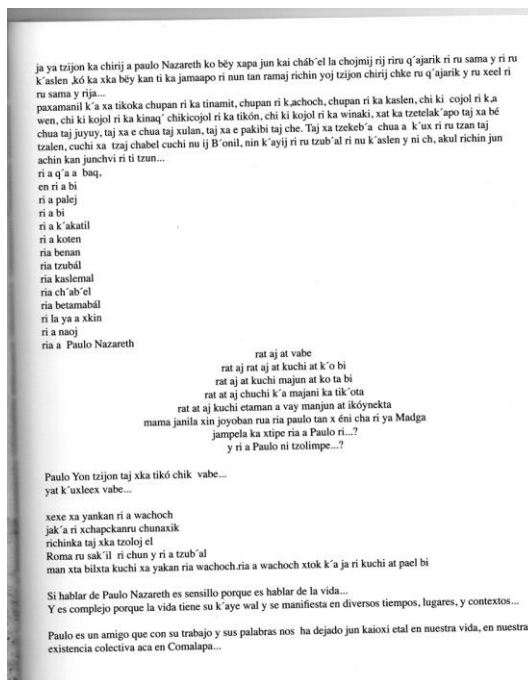 ja ya tzijon ka chirij a paulo Nazareth ko bëy xapa jun kai cháb´el la chojmij rij riru q´ajarik ri ru sama y ri ru
k´aslen ,kó ka xka bëy kan ti ka jamaapo ri nun tan ramaj richin yoj tzijon chirij chke ru q´ajarik y ru xeel ri
ru sama y rija...
paxamanil k´a xa tikoka chupan ri ka tinamit, chupan ri k,achoch, chupan ri ka kaslen, chi ki cojol ri k,a
wen, chi ki kojol ri ka kinaq´ chikicojol ri ka tikón, chi ki kojol ri ka winaki, xat ka tzetelak´apo taj xa bé
chua taj juyuy, taj xa e chua taj xulan, taj xa e pakibi taj che. Taj xa tzekeb´a chua a k´ux ri ru tzan taj
tzalen, cuchi xa tzaj chabel cuchi nu ij B´onil, nin k´ayij ri ru tzub´al ri nu k´aslen y ni ch, akul richin jun
achin kan junchvi ri ti tzun...
ri a q´a a baq,
en ri a bi
ri a palej
ri a bi
ri a k´akatil
ri a koten
ria benan
ria tzubál
ria kaslemal
ria ch´ab´el
ria betamabál
ri la ya a xkin
ri a naoj
ria a Paulo Nazareth
rat aj at vabe
rat aj rat aj at kuchi at k´o bi
rat aj at kuchi majun at ko ta bi
rat at aj chuchi k´a majani ka tik´ota
rat at aj kuchi etaman a vay manjun at ikóynekta
mama janila xin joyoban rua ria paulo tan x éni cha ri ya Madga
jampela ka xtipe ria a Paulo ri...?
y ri a Paulo ni tzolimpe...?
Paulo Yon tzijon taj xka tikó chik vabe...
yat k´uxleex vabe...
xexe xa yankan ri a wachoch
jak´a ri xchapckanru chunaxik
richinka taj xka tzoloj el
Roma ru sak´il ri chun y ri a tzub´al
man xta bilxta kuchi xa yakan ria wachoch.ria a wachoch xtok k´a ja ri kuchi at pael bi
Si hablar de Paulo Nazareth es sensillo porque es hablar de la vida...
Y es complejo porque la vida tiene su k´aye wal y se manifiesta en diversos tiempos, lugares, y contextos...
Paulo es un amigo que con su trabajo y sus palabras nos ha dejado jun kaioxi etal en nuestra vida, en nuestra
existencia colectiva aca en Comalapa...